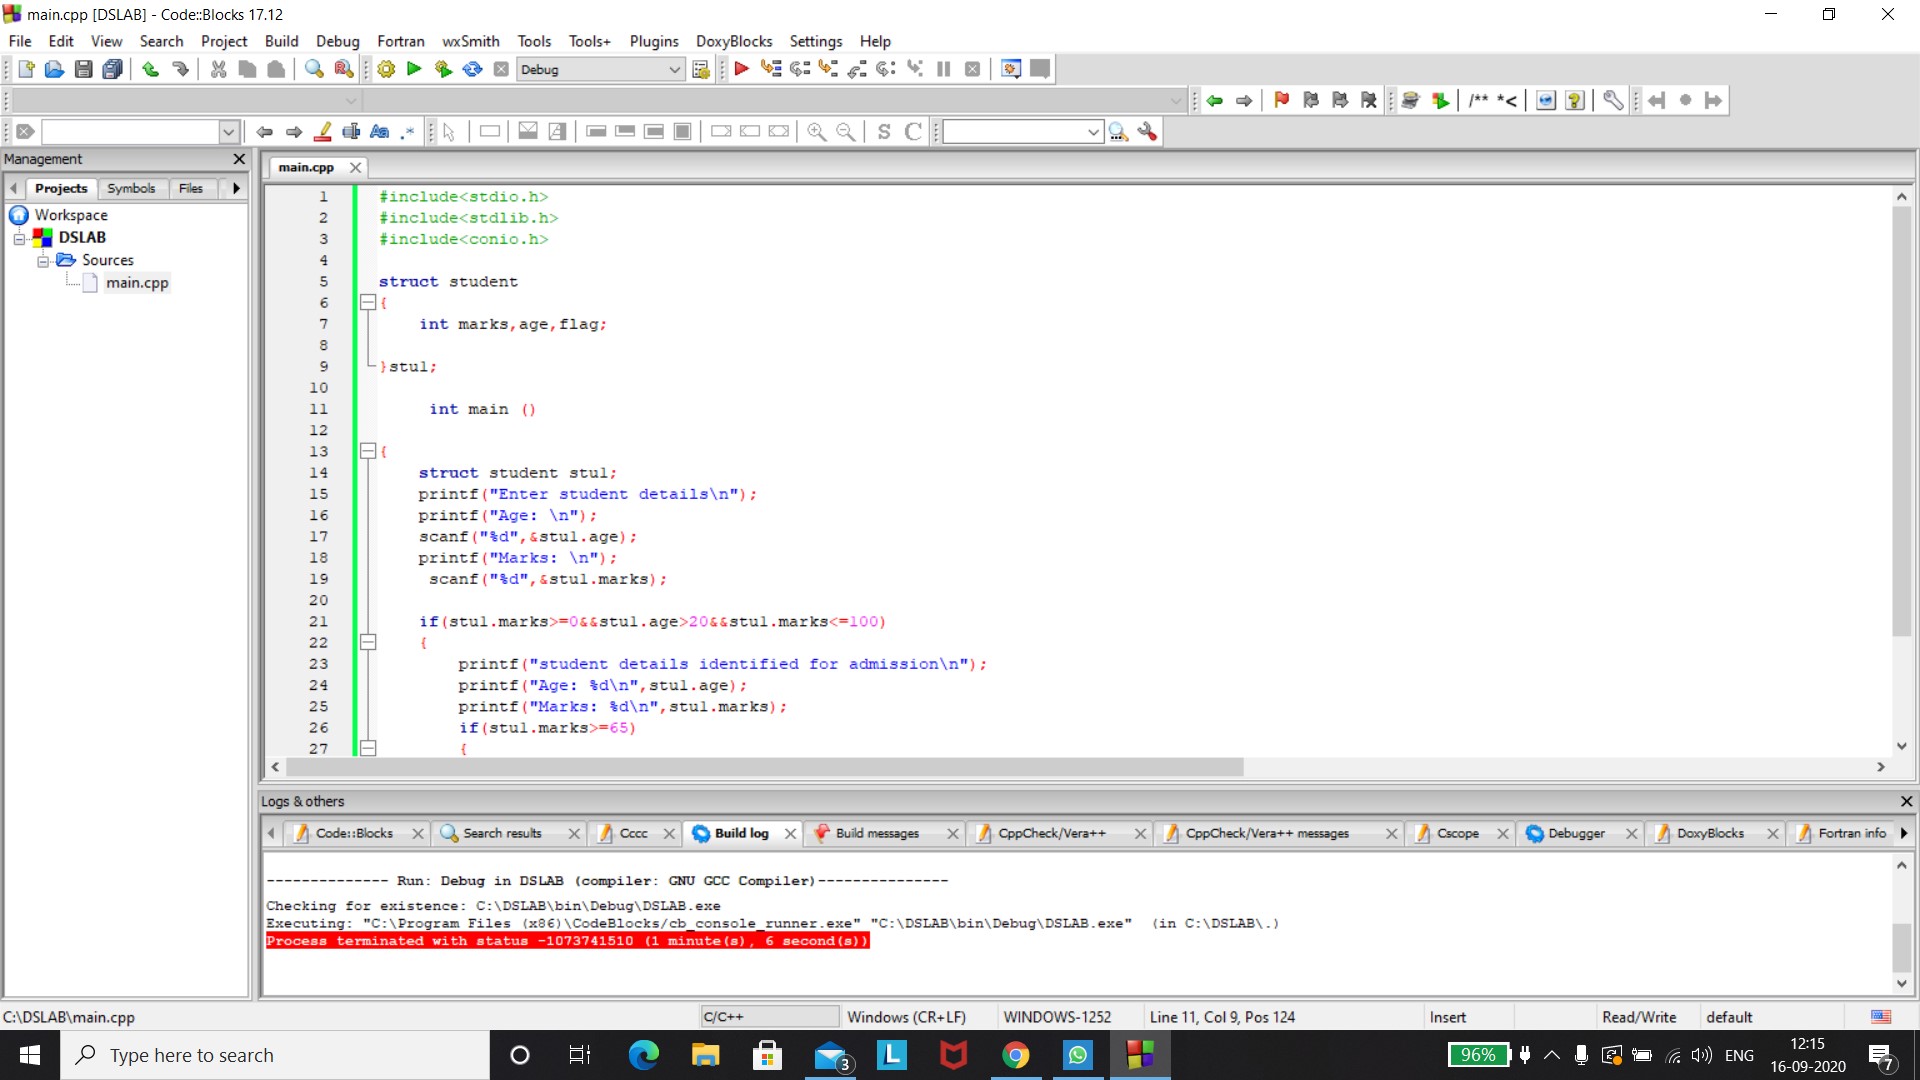 main.cpp [DSLAB] - Code::Blocks 17.12
File Edit View Search Project Build Debug Fortran wxSmith Tools Tools+ Plugins DoxyBlocks Settings Help
Debug
/** *<
S C
Management
main.cpp
Projects Symbols Files
Workspace
DSLAB
Sources
main.cpp
1 #include<stdio.h>
2 #include<stdlib.h>
3 #include<conio.h>
4
5 struct student
6 {
7 int marks,age,flag;
8
9 }stu1;
10
11 int main ()
12
13 {
14 struct student stu1;
15 printf("Enter student details\n");
16 printf("Age: \n");
17 scanf("%d",&stu1.age);
18 printf("Marks: \n");
19 scanf("%d",&stu1.marks);
20
21 if(stu1.marks>=0&&stu1.age>20&&stu1.marks<=100)
22 {
23 printf("student details identified for admission\n");
24 printf("Age: %d\n",stu1.age);
25 printf("Marks: %d\n",stu1.marks);
26 if(stu1.marks>=65)
27 {
Logs & others
Code::Blocks Search results Cccc Build log Build messages CppCheck/Vera++ CppCheck/Vera++ messages Cscope Debugger DoxyBlocks Fortran info
-------------- Run: Debug in DSLAB (compiler: GNU GCC Compiler)---------------
Checking for existence: C:\DSLAB\bin\Debug\DSLAB.exe
Executing: "C:\Program Files (x86)\CodeBlocks/cb_console_runner.exe" "C:\DSLAB\bin\Debug\DSLAB.exe" (in C:\DSLAB\.)
Process terminated with status -1073741510 (1 minute(s), 6 second(s))
C:\DSLAB\main.cpp C/C++ Windows (CR+LF) WINDOWS-1252 Line 11, Col 9, Pos 124 Insert Read/Write default
Type here to search
3
L
96%
ENG
12:15
16-09-2020
7